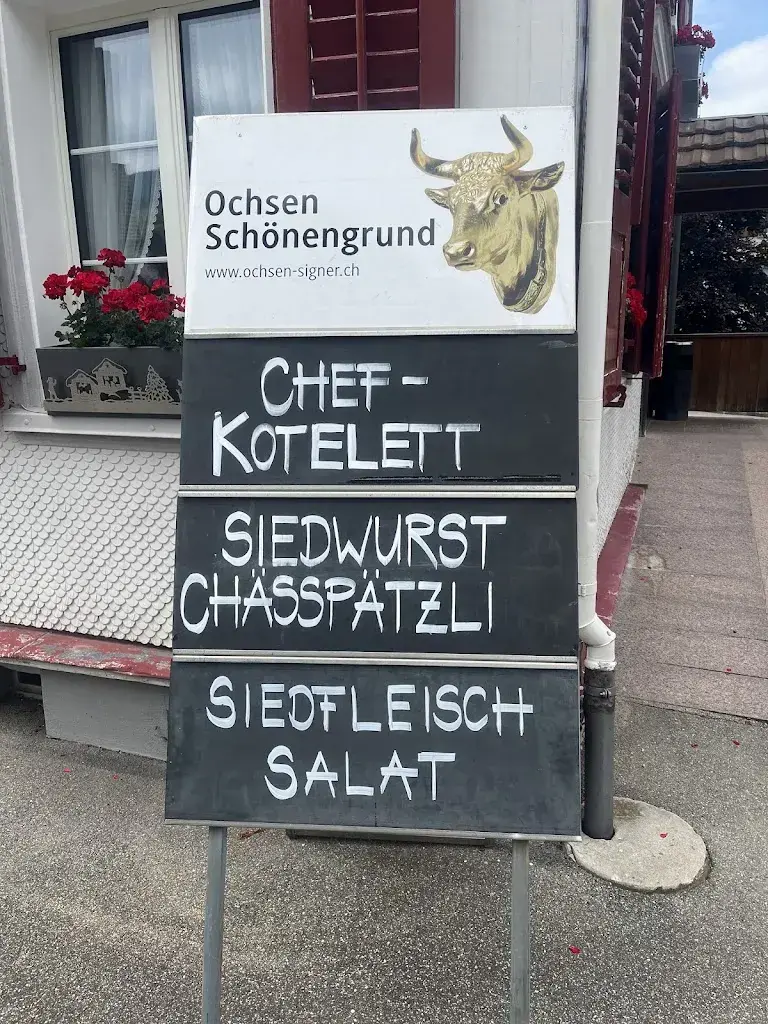 Ochsen
Schönengrund
www.ochsen-signer.ch
CHEF-
KOTELETT
SIEDWURST
CHÄSSPÄTZLI
SIEDFLEISCH
SALAT